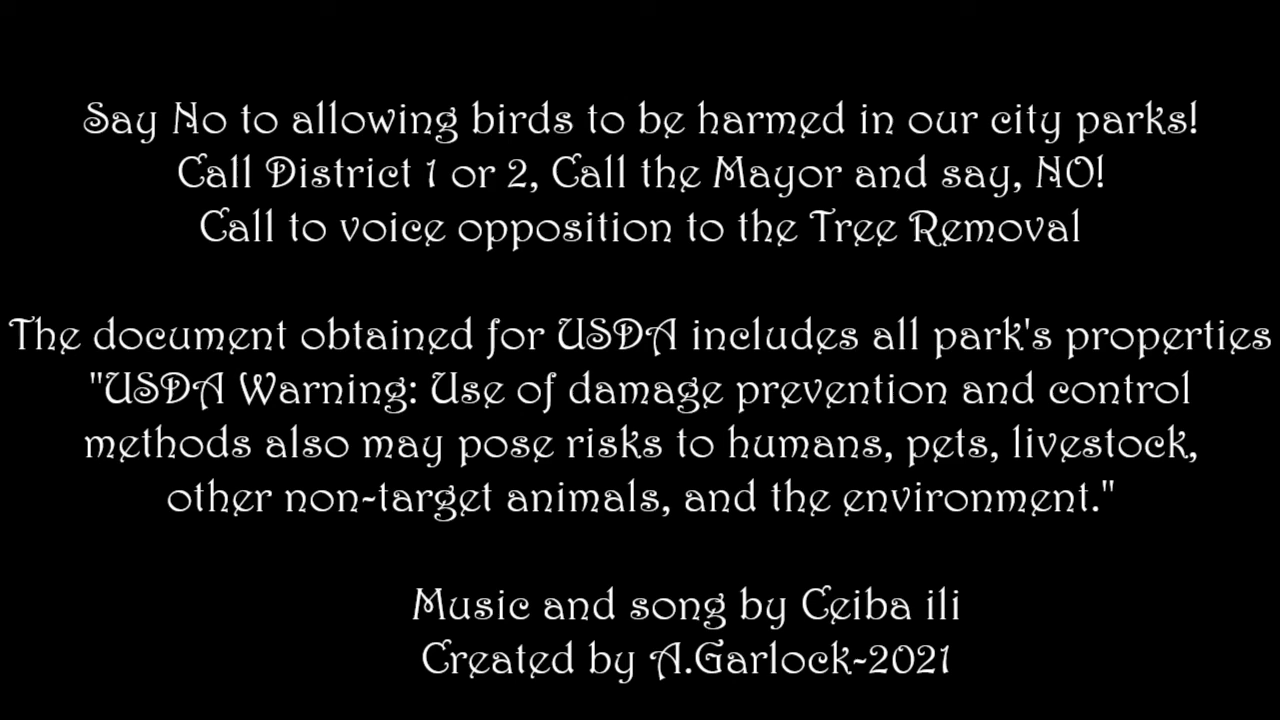 Say No to allowing birds to be harmed in our city parks!
Call District 1 or 2, Call the Mayor and say, NO!
Call to voice opposition to the Tree Removal
The document obtained for USDA includes all park's properties
"USDA Warning: Use of damage prevention and control
methods also may pose risks to humans, pets, livestock,
other non-target animals, and the environment."
Music and song by Ceiba ili
Created by A.Garlock-2021